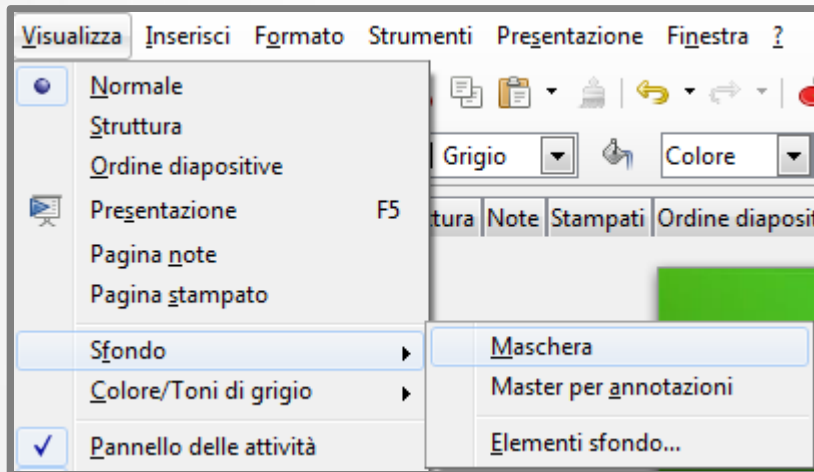 Visualizza Inserisci Formato Strumenti Presentazione Finestra ?
Normale
Struttura
Ordine diapositive
Grigio Colore
Presentazione F5
Note Stampati Ordine
Pagina note
Pagina stampato
Sfondo
Maschera
Colore/Toni di grigio
Master per annotazioni
Pannello delle attività
Elementi sfondo...